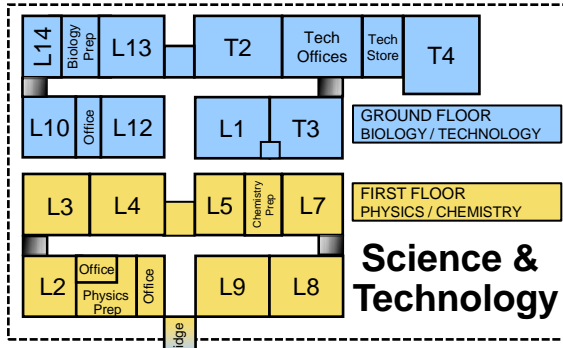 L14
Biology
Prep
L13
T2
Tech
Offices
Tech
Store
T4
L10
Office
L12
L1
T3
GROUND FLOOR
BIOLOGY / TECHNOLOGY
L3
L4
L5
Chemistry
Prep
L7
FIRST FLOOR
PHYSICS / CHEMISTRY
L2
Office
Physics
Prep
Office
L9
L8
Science &
Technology